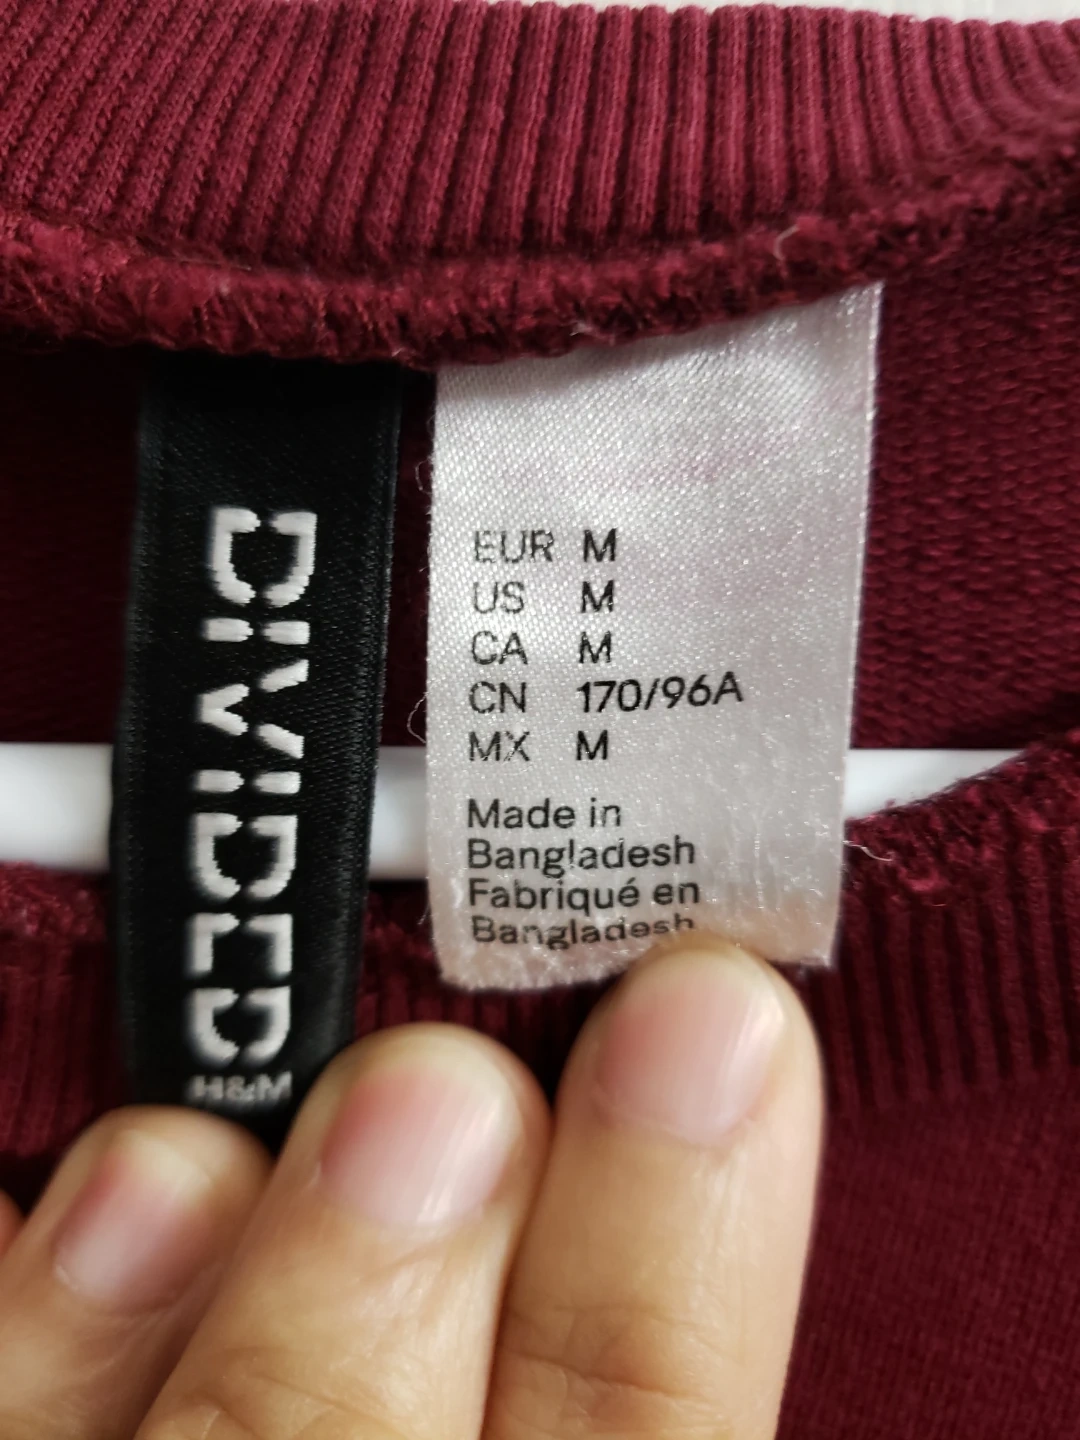 DIVIDED
H&M
EUR M
US M
CA M
CN 170/96A
MX M
Made in
Bangladesh
Fabriqué en
Bangladesh